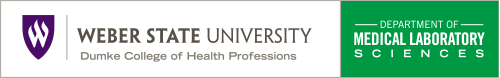 WEBER STATE UNIVERSITY
Dumke College of Health Professions
DEPARTMENT OF
MEDICAL LABORATORY
SCIENCES